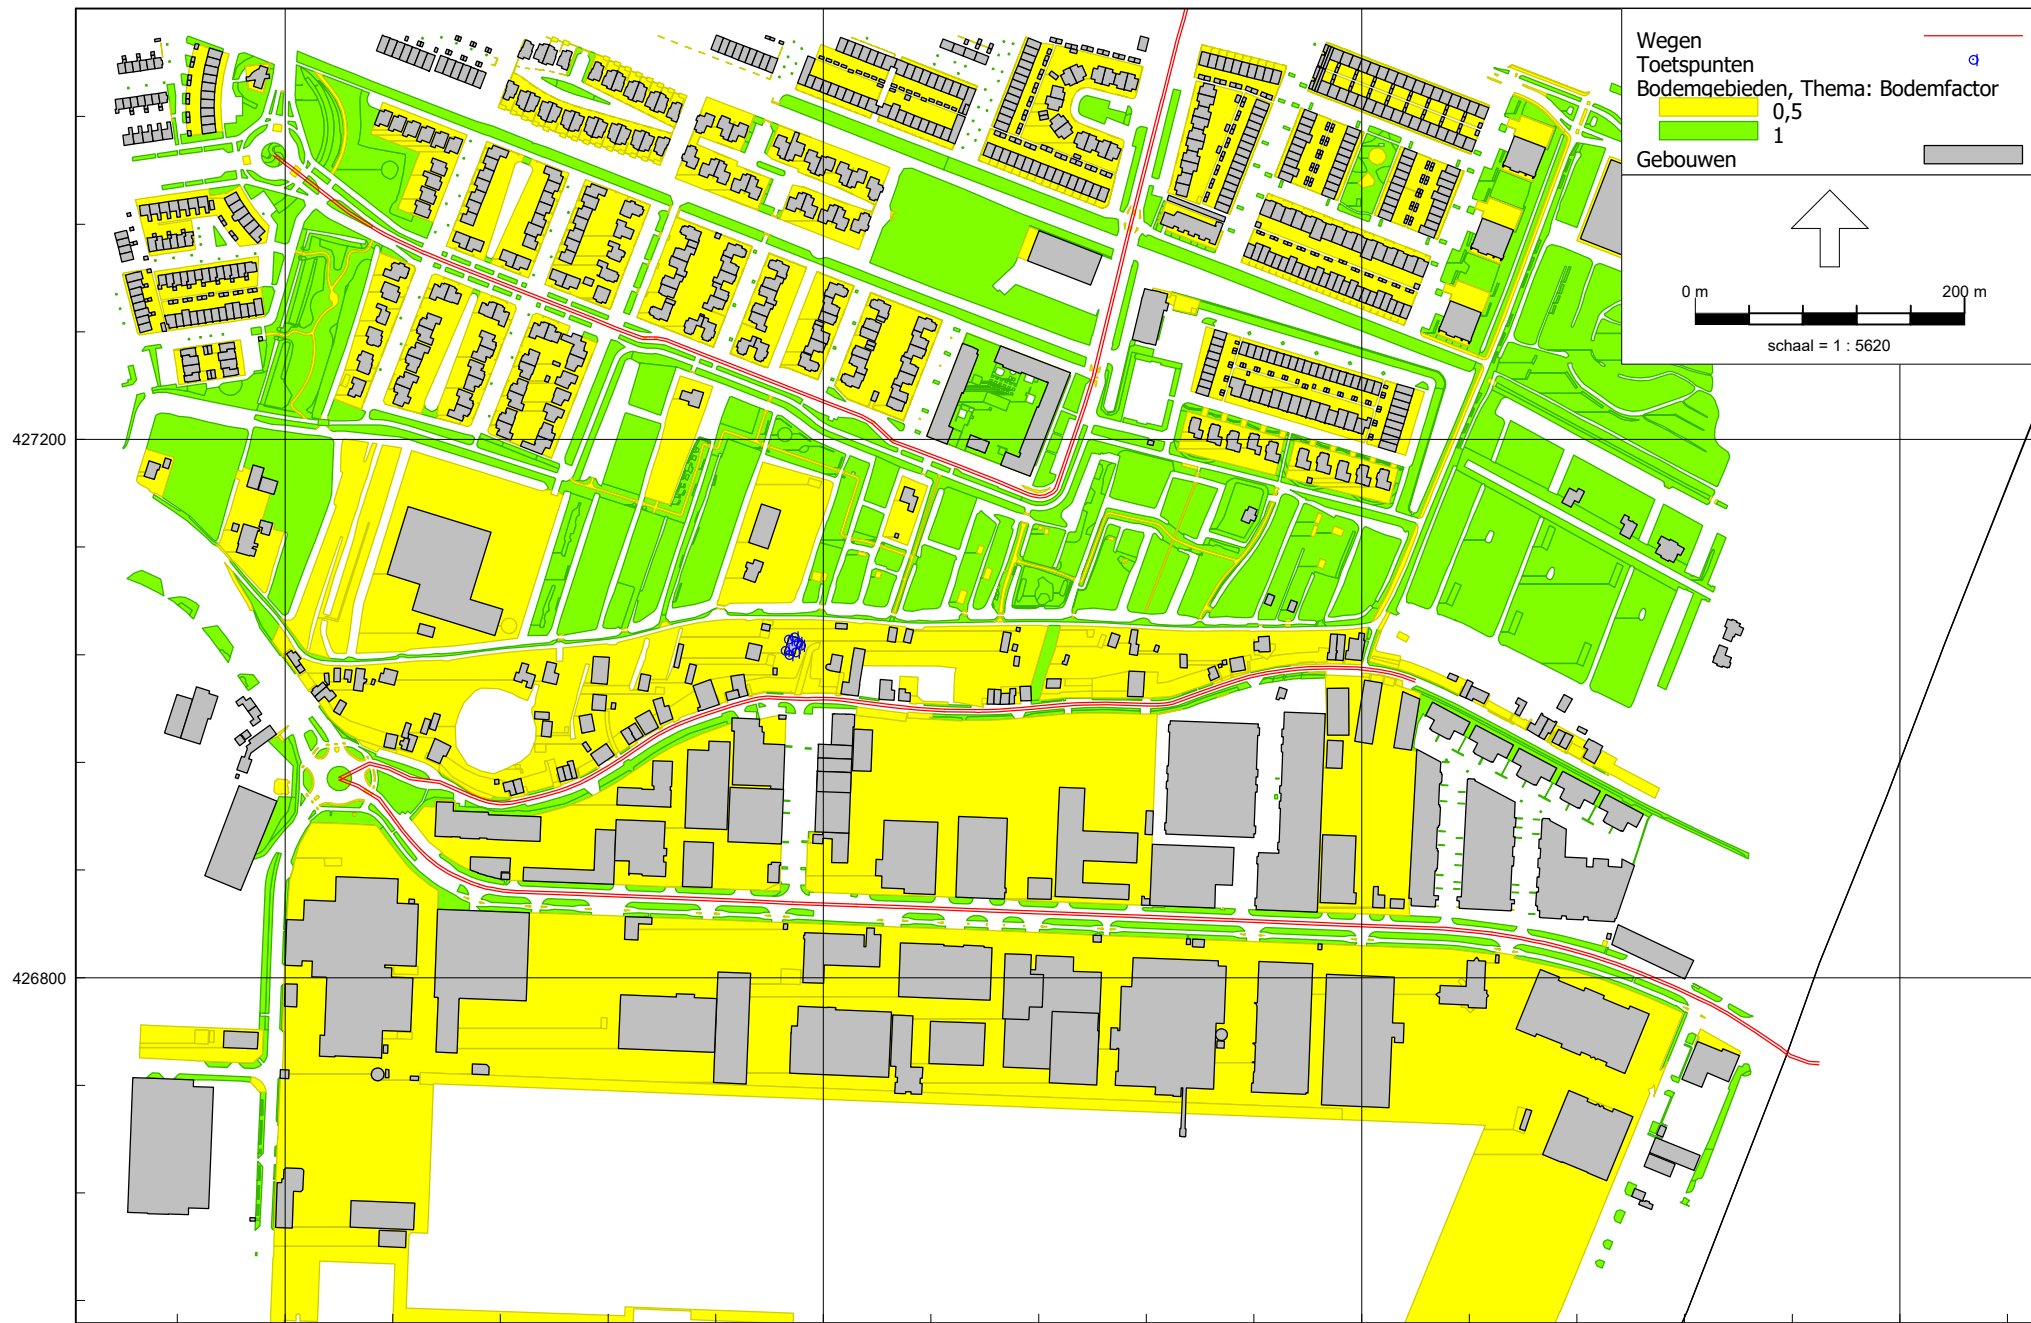 Wegen
Toetspunten
Bodemgebieden, Thema: Bodemfactor
0,5
1
Gebouwen
0 m 200 m
schaal = 1 : 5620
427200
426800